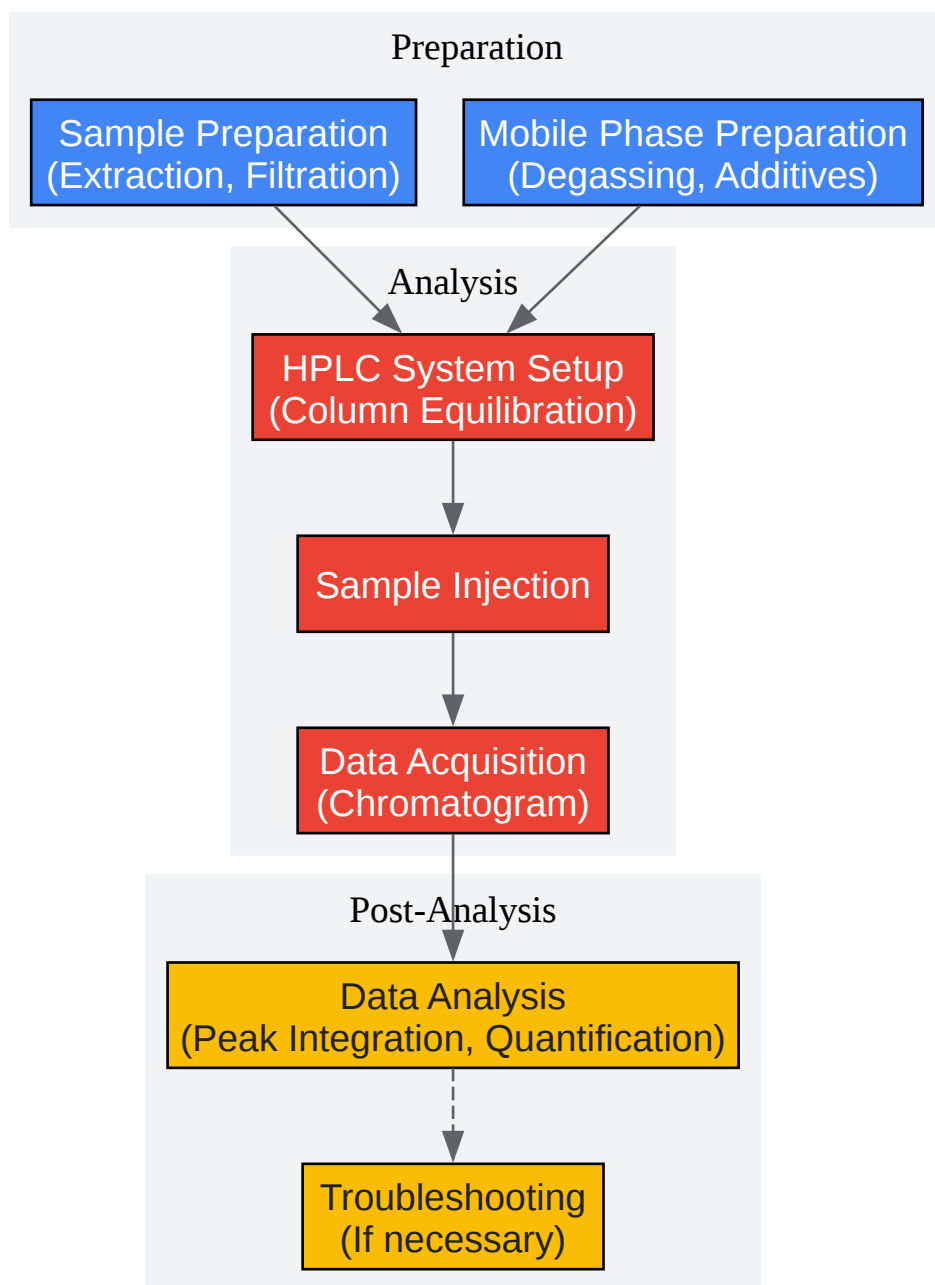 Preparation
Sample Preparation
(Extraction, Filtration)
Mobile Phase Preparation
(Degassing, Additives)
Analysis
HPLC System Setup
(Column Equilibration)
Sample Injection
Data Acquisition
(Chromatogram)
Post-Analysis
Data Analysis
(Peak Integration, Quantification)
Troubleshooting
(If necessary)